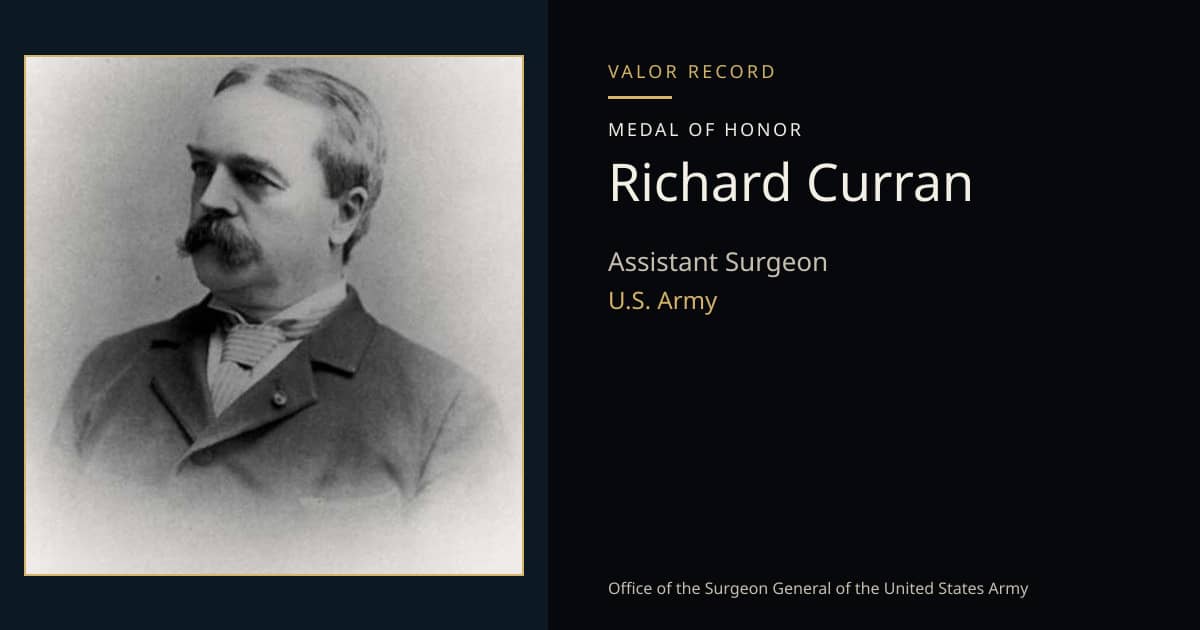 VALOR RECORD
MEDAL OF HONOR
Richard Curran
Assistant Surgeon
U.S. Army
Office of the Surgeon General of the United States Army